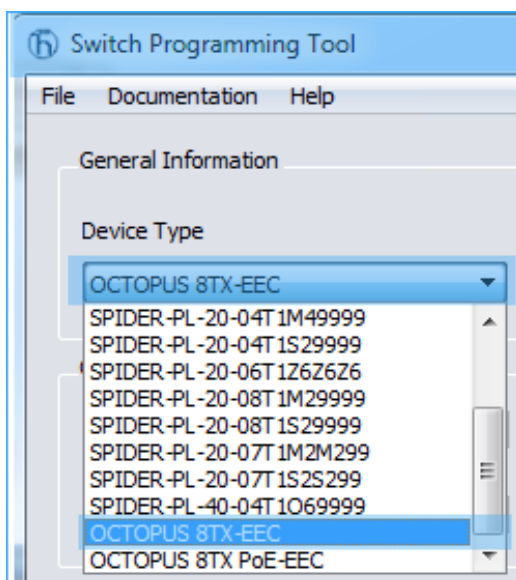 Switch Programming Tool
File Documentation Help
General Information
Device Type
OCTOPUS 8TX-EEC
SPIDER-PL-20-04T1M49999
SPIDER-PL-20-04T1S29999
SPIDER-PL-20-06T1Z6Z6Z6
SPIDER-PL-20-08T1M29999
SPIDER-PL-20-08T1S29999
SPIDER-PL-20-07T1M2M299
SPIDER-PL-20-07T1S2S299
SPIDER-PL-40-04T1O69999
OCTOPUS 8TX-EEC
OCTOPUS 8TX PoE-EEC